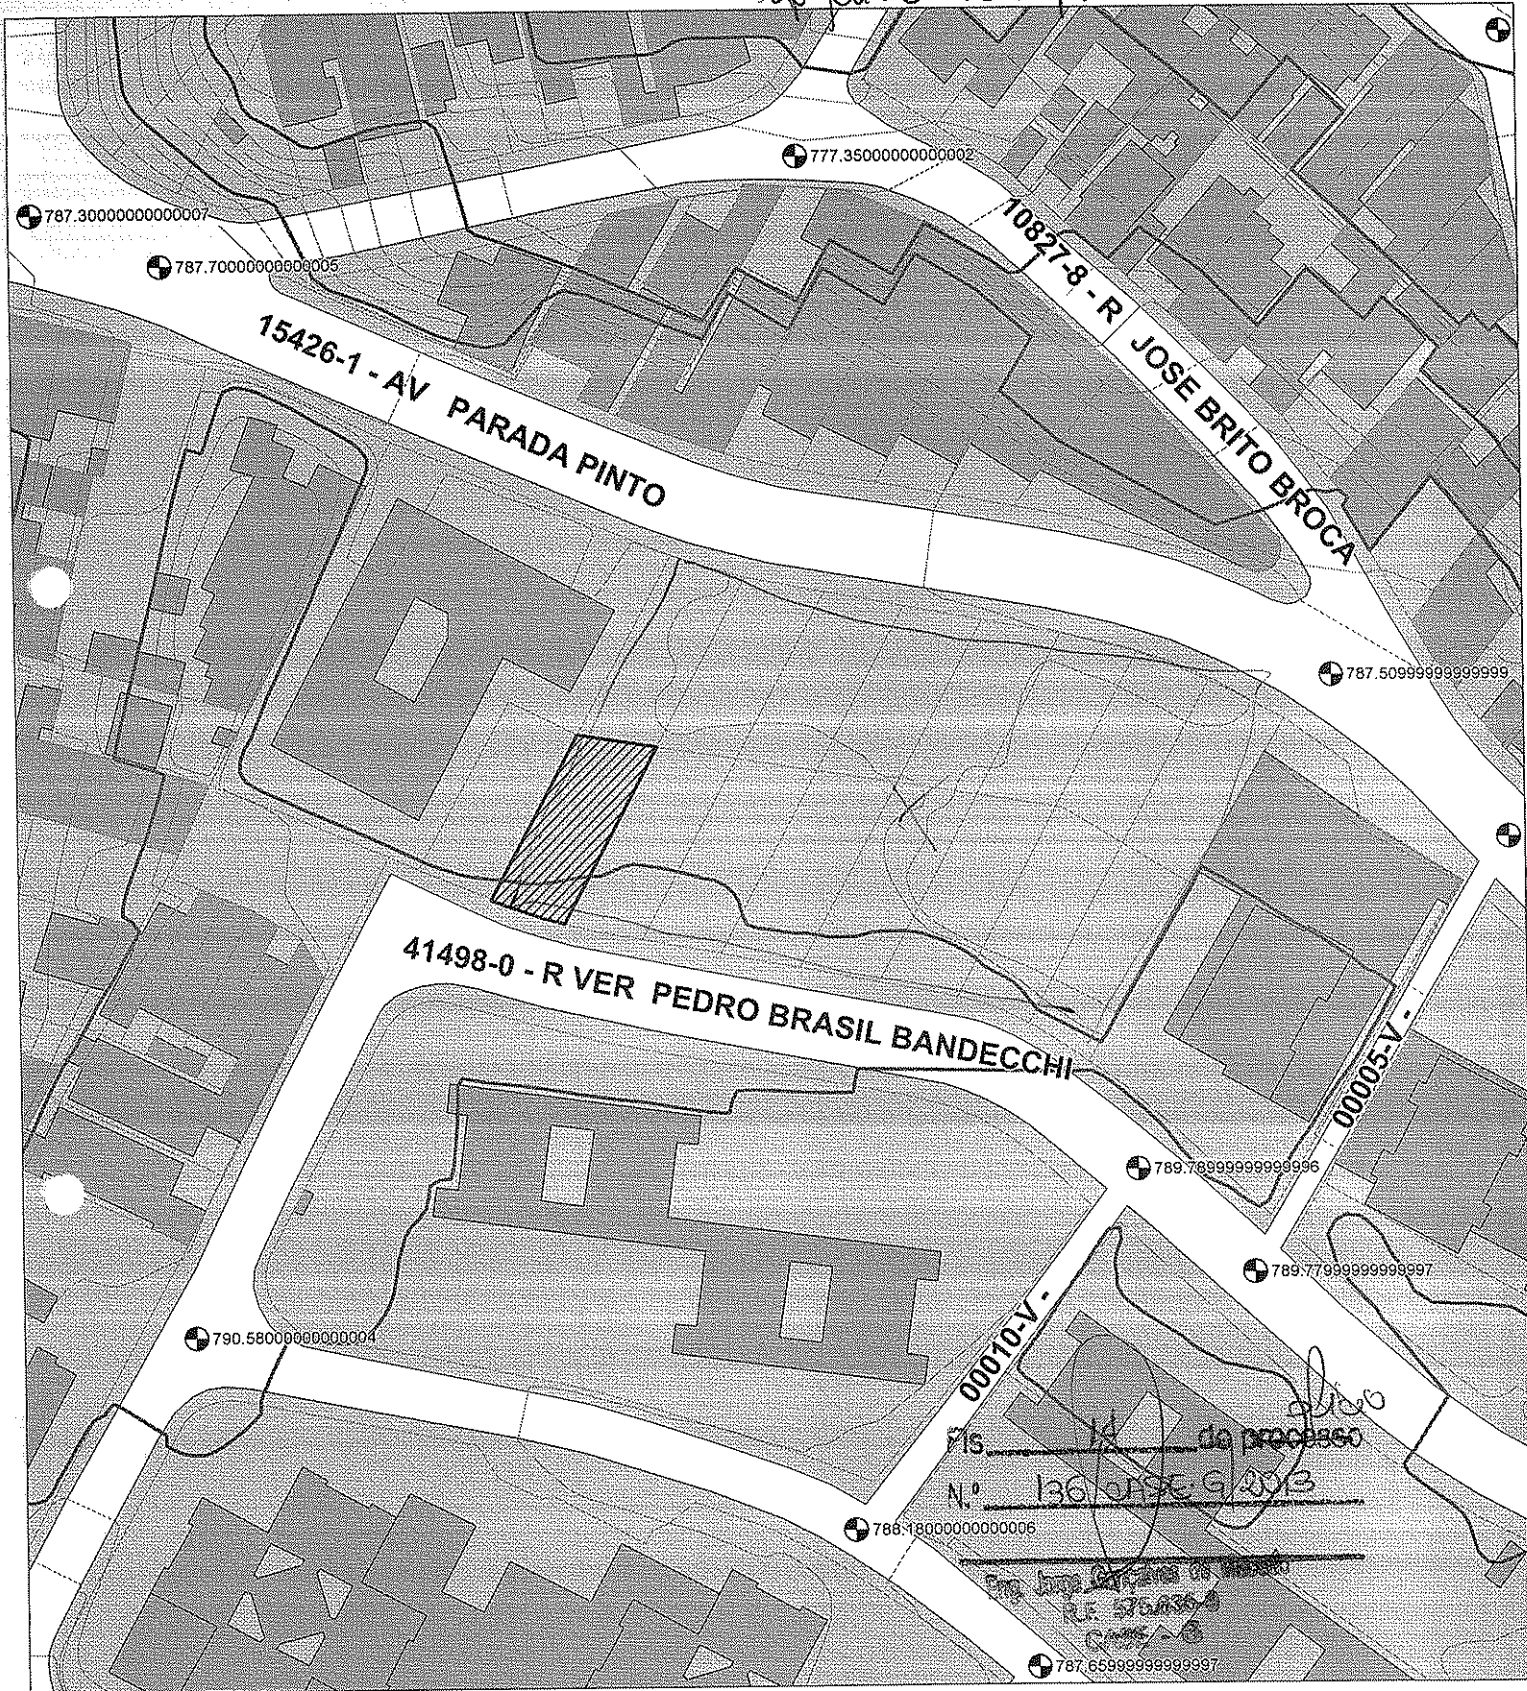 777.35000000000002
787.30000000000007
787.70000000000005
10827-8 - R JOSE BRITO BROCA
15426-1 - AV PARADA PINTO
787.50999999999999
41498-0 - R VER PEDRO BRASIL BANDECCHI
00005-V -
789.78999999999996
789.77999999999997
790.58000000000004
00010-V -
Fls do processo
N.º 136 2013
788.18000000000006
Eng. Jorge
R.F.
787.65999999999997